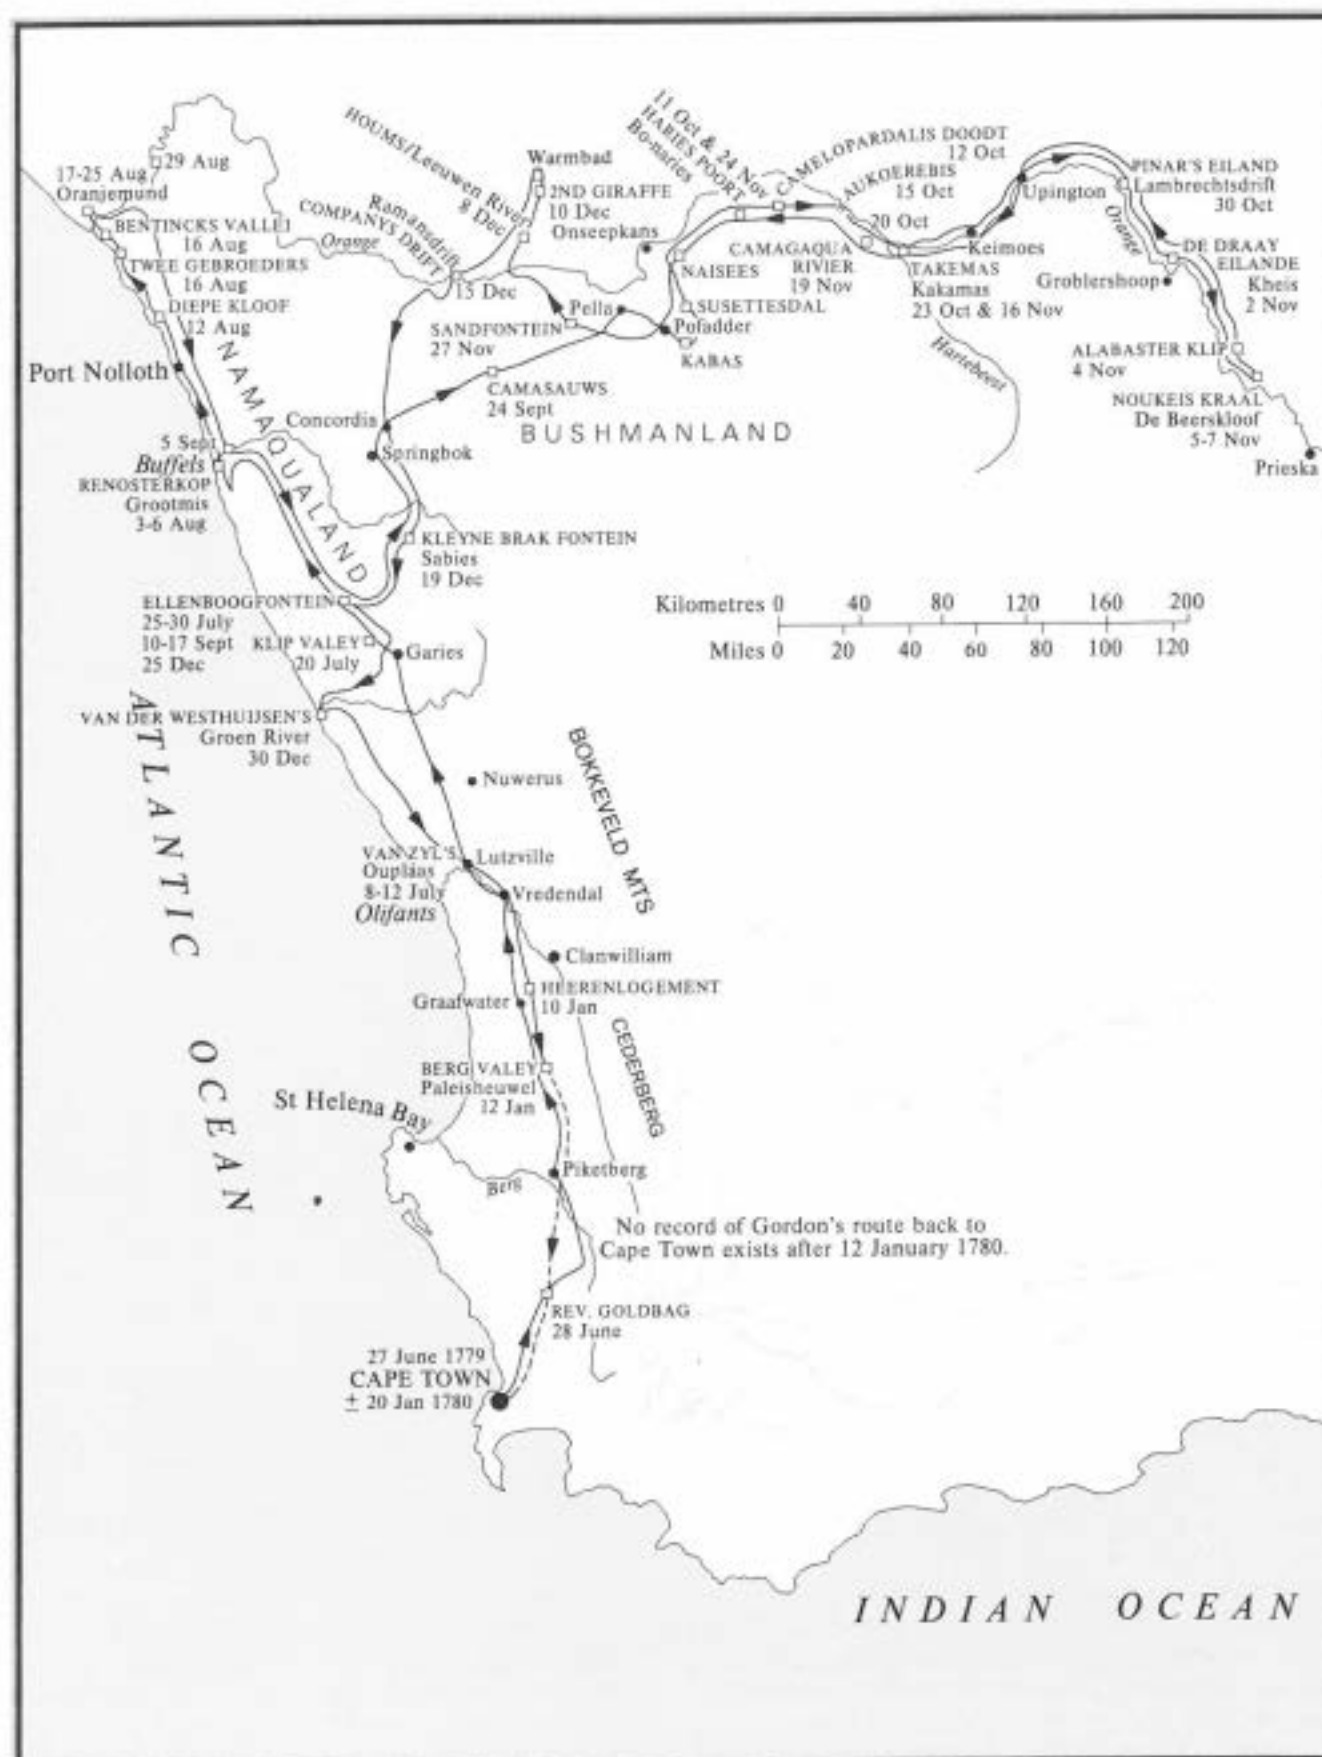 11 Oct & 24 Nov
HARIES POORT
Bo-naries
HOUMS/Leeuwen River
8 Dec
CAMELOPARDALIS DOODT
12 Oct
29 Aug
17-25 Aug
Oranjemund
Warmbad
2ND GIRAFFE
10 Dec
Onseepkans
AUKOEREBIS
15 Oct
20 Oct
Upington
PINAR'S EILAND
Lambrechtsdrift
30 Oct
Ramansdrift
COMPANYS DRIFT
15 Dec
Orange
Orange
BENTINCKS VALLEI
16 Aug
TWEE GEBROEDERS
16 Aug
DIEPE KLOOF
12 Aug
NAISEES
CAMAGAQUA
RIVIER
19 Nov
Keimoes
TAKEMAS
Kakamas
23 Oct & 16 Nov
DE DRAAY
EILANDE
Kheis
2 Nov
Groblershoop
Pella
SUSETTESDAL
Pofadder
KABAS
SANDFONTEIN
27 Nov
Hartebeest
ALABASTER KLIP
4 Nov
Port Nolloth
NAMAQUALAND
CAMASAUWS
24 Sept
NOUKEIS KRAAL
De Beerskloof
5-7 Nov
Prieska
Concordia
BUSHMANLAND
Springbok
5 Sept
Buffels
RENOSTERKOP
Grootmis
3-6 Aug
KLEYNE BRAK FONTEIN
Sabies
19 Dec
Kilometres 0 40 80 120 160 200
Miles 0 20 40 60 80 100 120
ELLENBOOGFONTEIN
25-30 July
10-17 Sept
25 Dec
KLIP VALEY
20 July
Garies
VAN DER WESTHUIJSEN'S
Groen River
30 Dec
ATLANTIC OCEAN
Nuwerus
BOKKEVELD MTS
VAN ZYL'S
Ouplaas
8-12 July
Olifants
Lutzville
Vredendal
Clanwilliam
HEERENLOGEMENT
10 Jan
Graafwater
CEDERBERG
BERG VALEY
Paleisheuwel
12 Jan
St Helena Bay
Piketberg
Berg
No record of Gordon's route back to
Cape Town exists after 12 January 1780.
REV. GOLDBAG
28 June
27 June 1779
CAPE TOWN
± 20 Jan 1780
INDIAN OCEAN